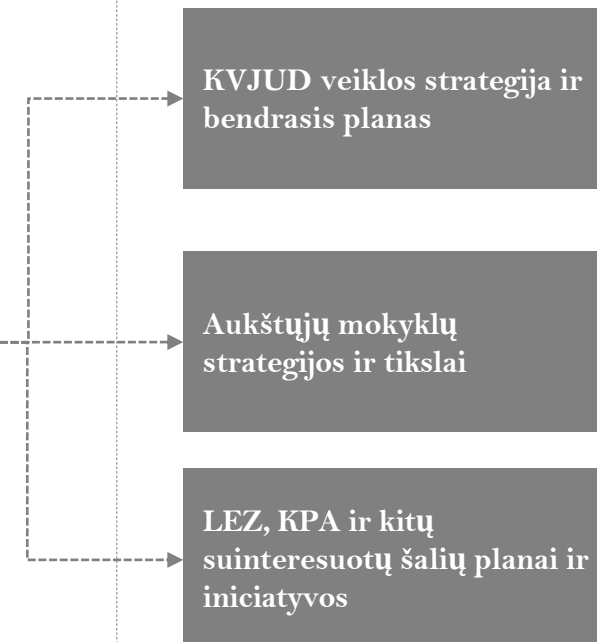 KVJUD veiklos strategija ir
bendrasis planas
Aukštųjų mokyklų
strategijos ir tikslai
LEZ, KPA ir kitų
suinteresuotų šalių planai ir
iniciatyvos